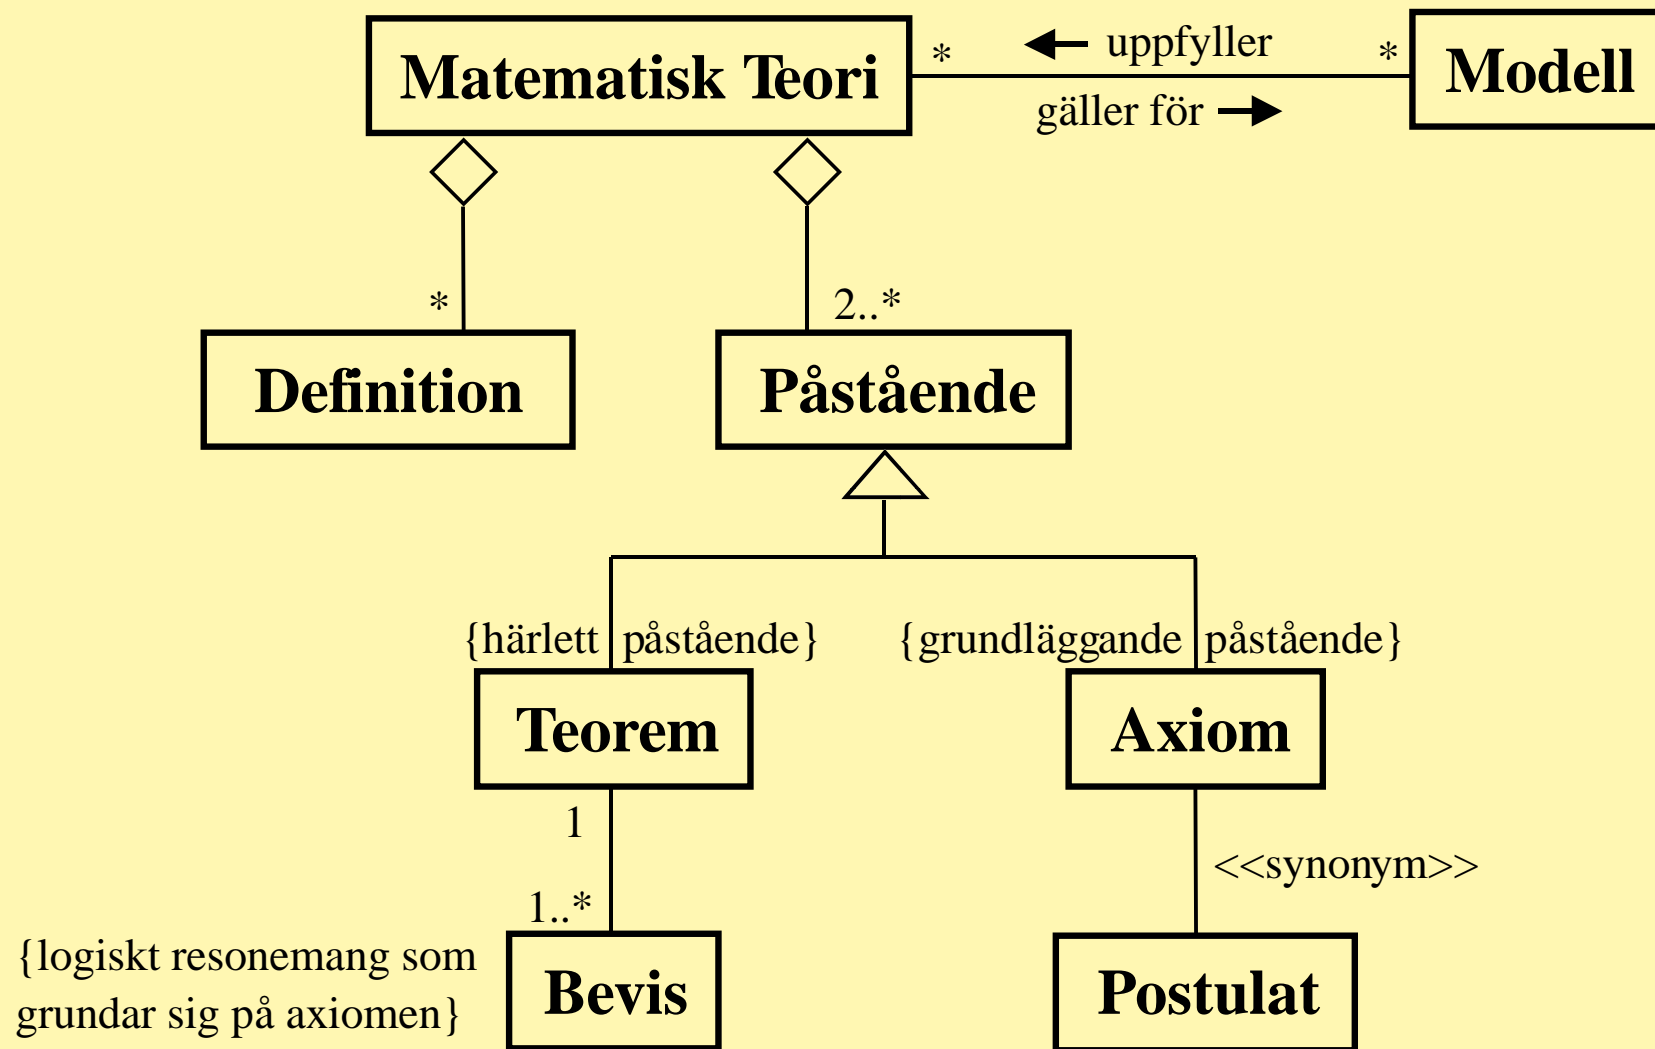 Matematisk Teori
*
uppfyller
*
gäller för
Modell
*
2..*
Definition
Påstående
{härlett påstående}
{grundläggande påstående}
Teorem
Axiom
1
<<synonym>>
1..*
{logiskt resonemang som
grundar sig på axiomen}
Bevis
Postulat